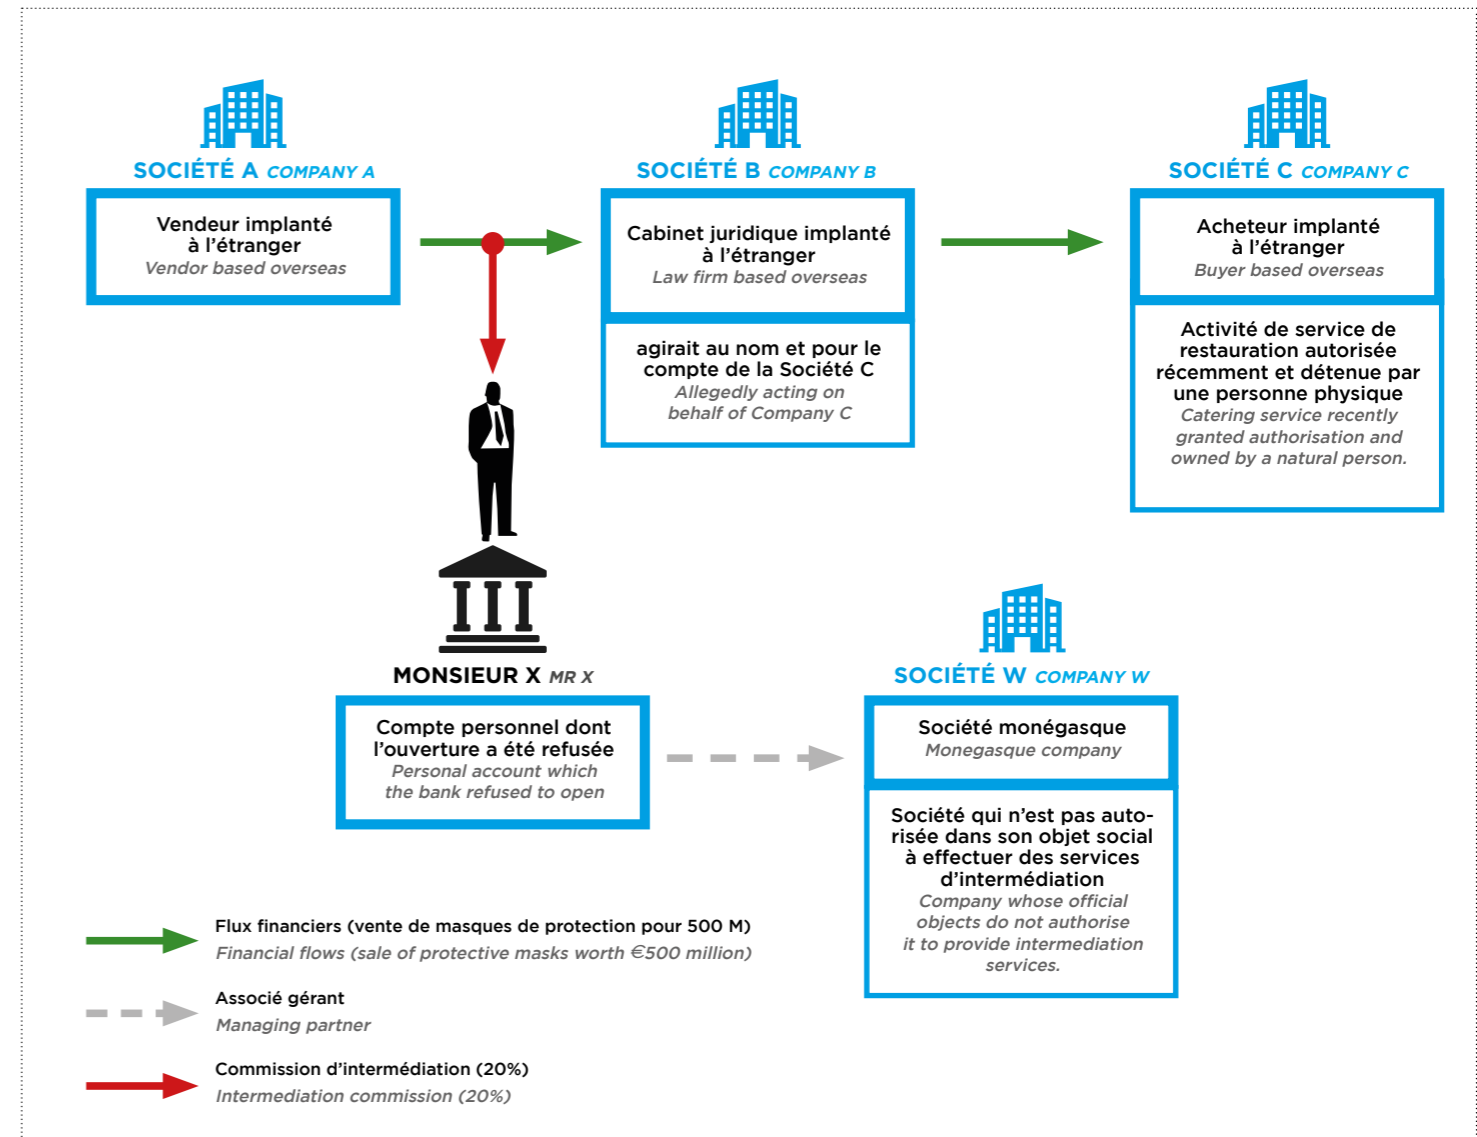 SOCIÉTÉ A COMPANY A
Vendeur implanté
à l’étranger
Vendor based overseas
SOCIÉTÉ B COMPANY B
Cabinet juridique implanté
à l’étranger
Law firm based overseas
agirait au nom et pour le
compte de la Société C
Allegedly acting on
behalf of Company C
SOCIÉTÉ C COMPANY C
Acheteur implanté
à l’étranger
Buyer based overseas
Activité de service de
restauration autorisée
récemment et détenue par
une personne physique
Catering service recently
granted authorisation and
owned by a natural person.
MONSIEUR X MR X
Compte personnel dont
l’ouverture a été refusée
Personal account which
the bank refused to open
SOCIÉTÉ W COMPANY W
Société monégasque
Monegasque company
Société qui n’est pas auto-
risée dans son objet social
à effectuer des services
d’intermédiation
Company whose official
objects do not authorise
it to provide intermediation
services.
Flux financiers (vente de masques de protection pour 500 M)
Financial flows (sale of protective masks worth €500 million)
Associé gérant
Managing partner
Commission d’intermédiation (20%)
Intermediation commission (20%)